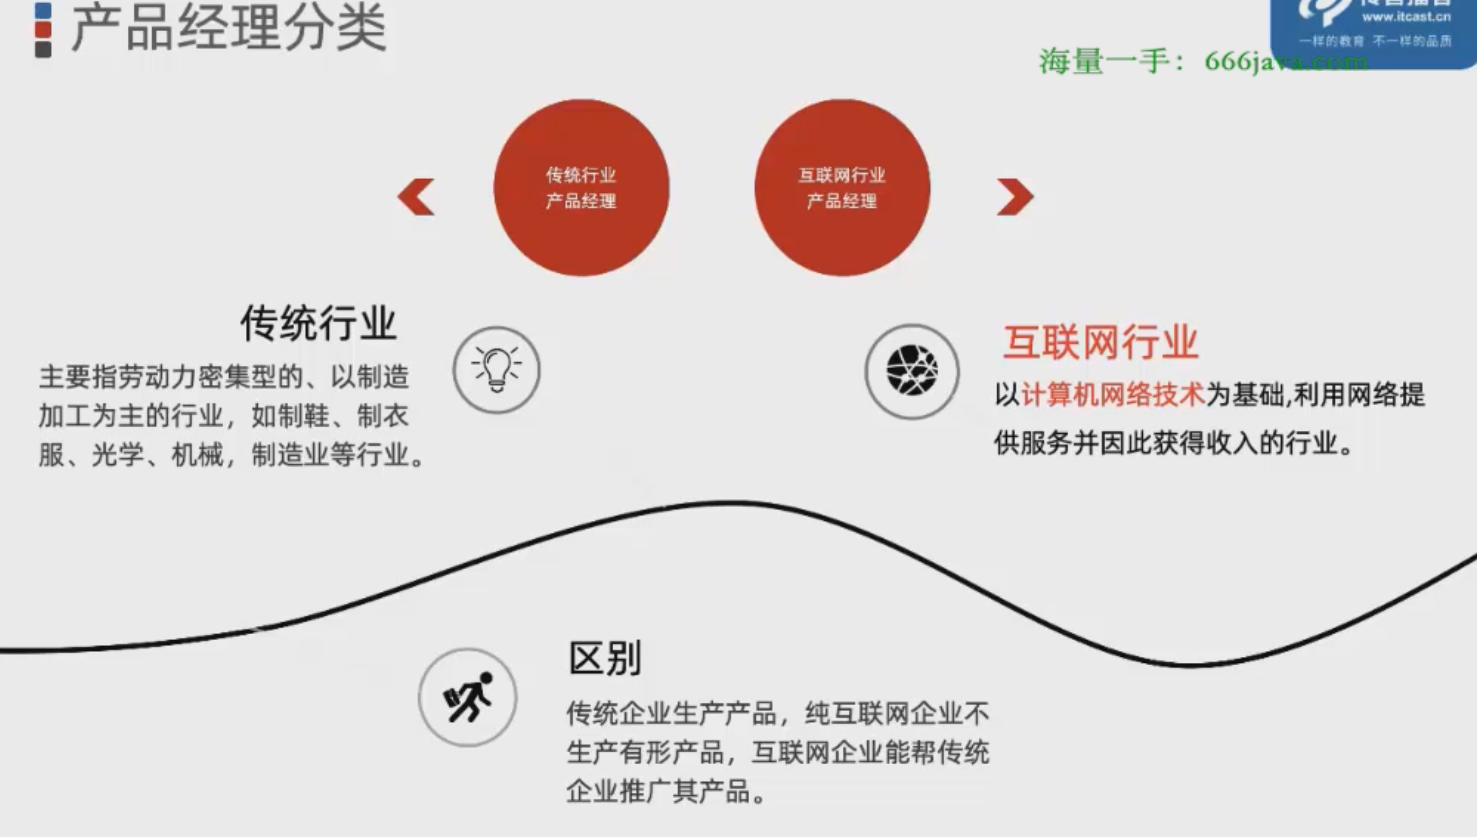 产品经理分类
www.itcast.cn
一样的教育 不一样的品质
海量一手：666java.com
传统行业
产品经理
互联网行业
产品经理
传统行业
主要指劳动力密集型的、以制造
加工为主的行业，如制鞋、制衣
服、光学、机械，制造业等行业。
互联网行业
以计算机网络技术为基础,利用网络提
供服务并因此获得收入的行业。
区别
传统企业生产产品，纯互联网企业不
生产有形产品，互联网企业能帮传统
企业推广其产品。